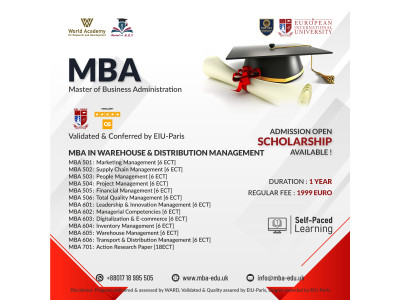 World Academy
EUROPEAN
INTERNATIONAL
UNIVERSITY
MBA
Master of Business Administration
Validated & Conferred by EIU-Paris
ADMISSION OPEN
SCHOLARSHIP
AVAILABLE !
MBA IN WAREHOUSE & DISTRIBUTION MANAGEMENT
MBA 501: Marketing Management [6 ECT]
MBA 502: Supply Chain Management [6 ECT]
MBA 503: People Management [6 ECT]
MBA 504: Project Management [6 ECT]
MBA 505: Financial Management [6 ECT]
MBA 506: Total Quality Management [6 ECT]
MBA 601: Leadership & Innovation Management [6 ECT]
MBA 602: Managerial Competencies [6 ECT]
MBA 603: Digitalization & E-commerce [6 ECT]
MBA 604: Inventory Management [6 ECT]
MBA 605: Warehouse Management [6 ECT]
MBA 606: Transport & Distribution Management [6 ECT]
MBA 701: Action Research Paper [18ECT]
DURATION : 1 YEAR
REGULAR FEE : 1999 EURO
Self-Paced
Learning
+88017 18 995 505
www.mba-edu.uk
info@mba-edu.uk